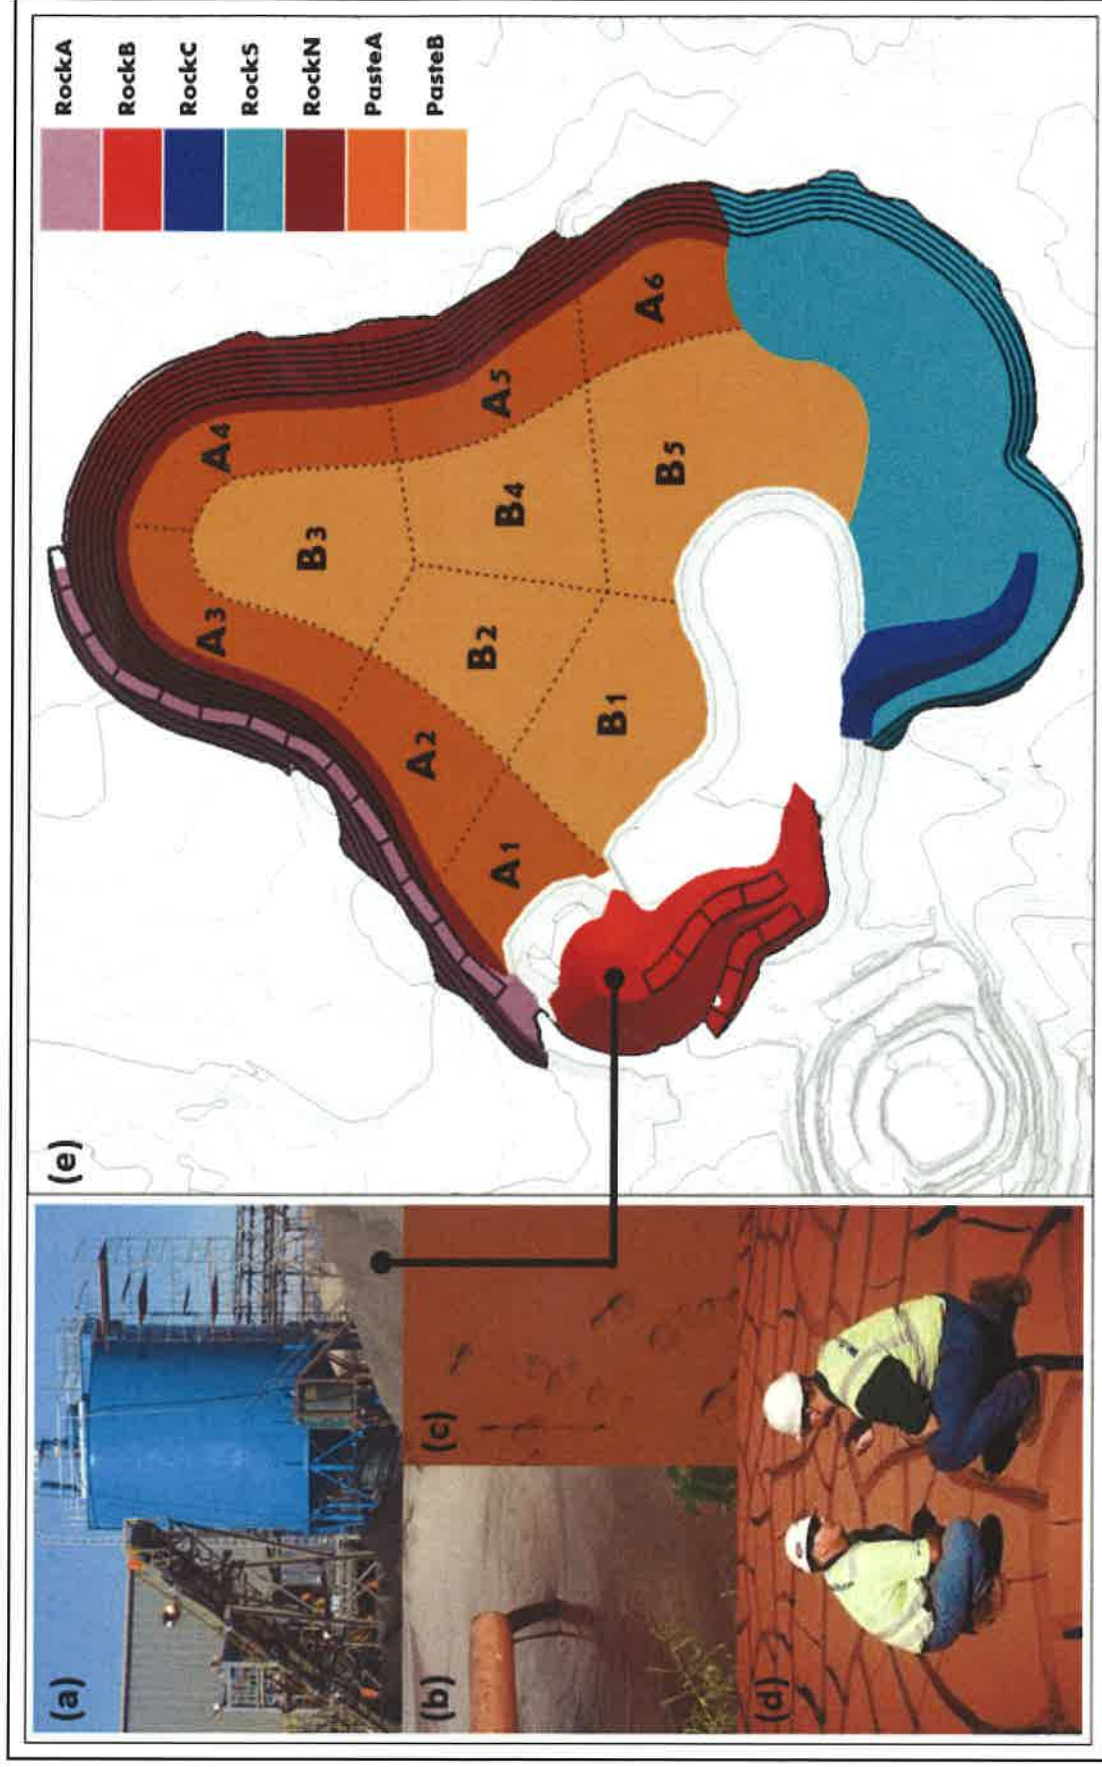 (a)
(b)
(c)
(d)
(e)
RockA
RockB
RockC
RockS
RockN
PasteA
PasteB
A1
A2
A3
A4
A5
A6
B1
B2
B3
B4
B5